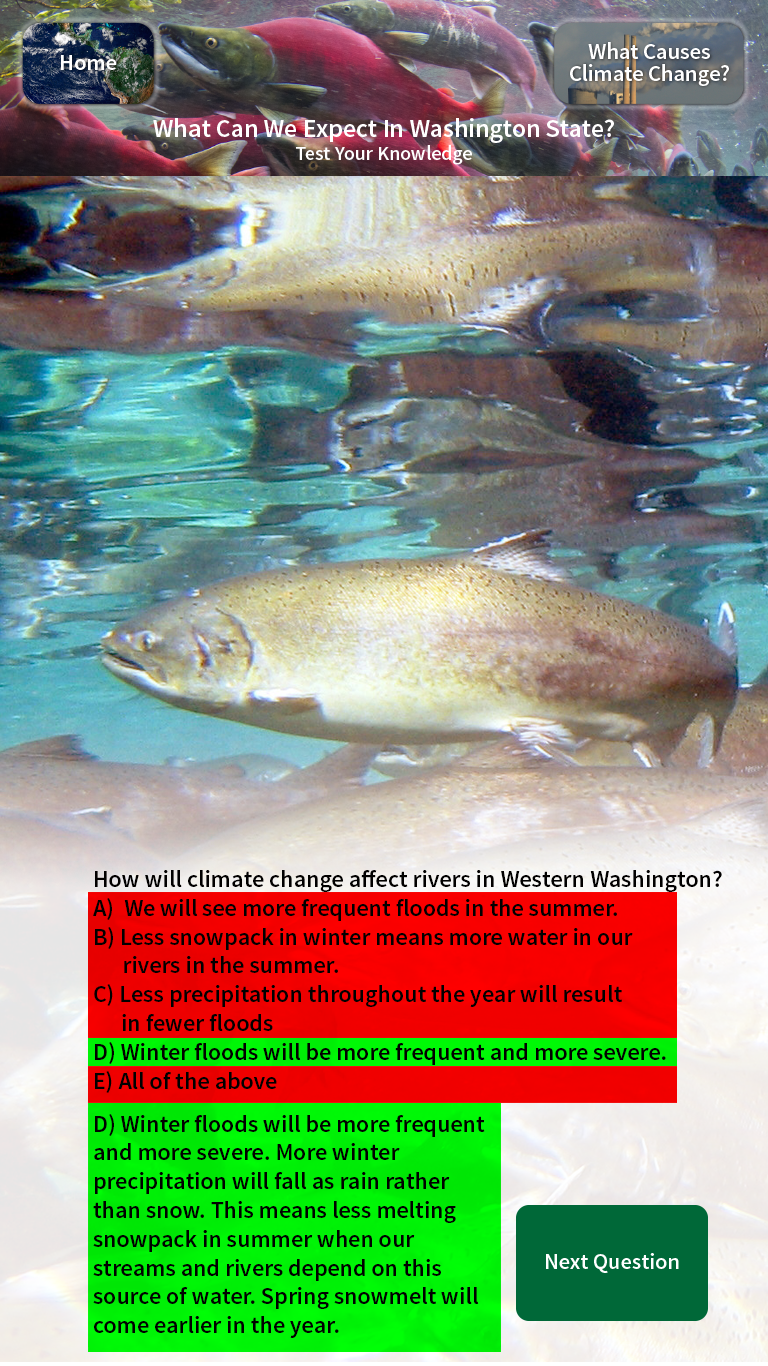 Home
What Causes
Climate Change?
What Can We Expect In Washington State?
Test Your Knowledge
How will climate change affect rivers in Western Washington?
A)  We will see more frequent floods in the summer.
B) Less snowpack in winter means more water in our
rivers in the summer.
C) Less precipitation throughout the year will result
in fewer floods
D) Winter floods will be more frequent and more severe.
E) All of the above
D) Winter floods will be more frequent
and more severe. More winter
precipitation will fall as rain rather
than snow. This means less melting
snowpack in summer when our
streams and rivers depend on this
source of water. Spring snowmelt will
come earlier in the year.
Next Question